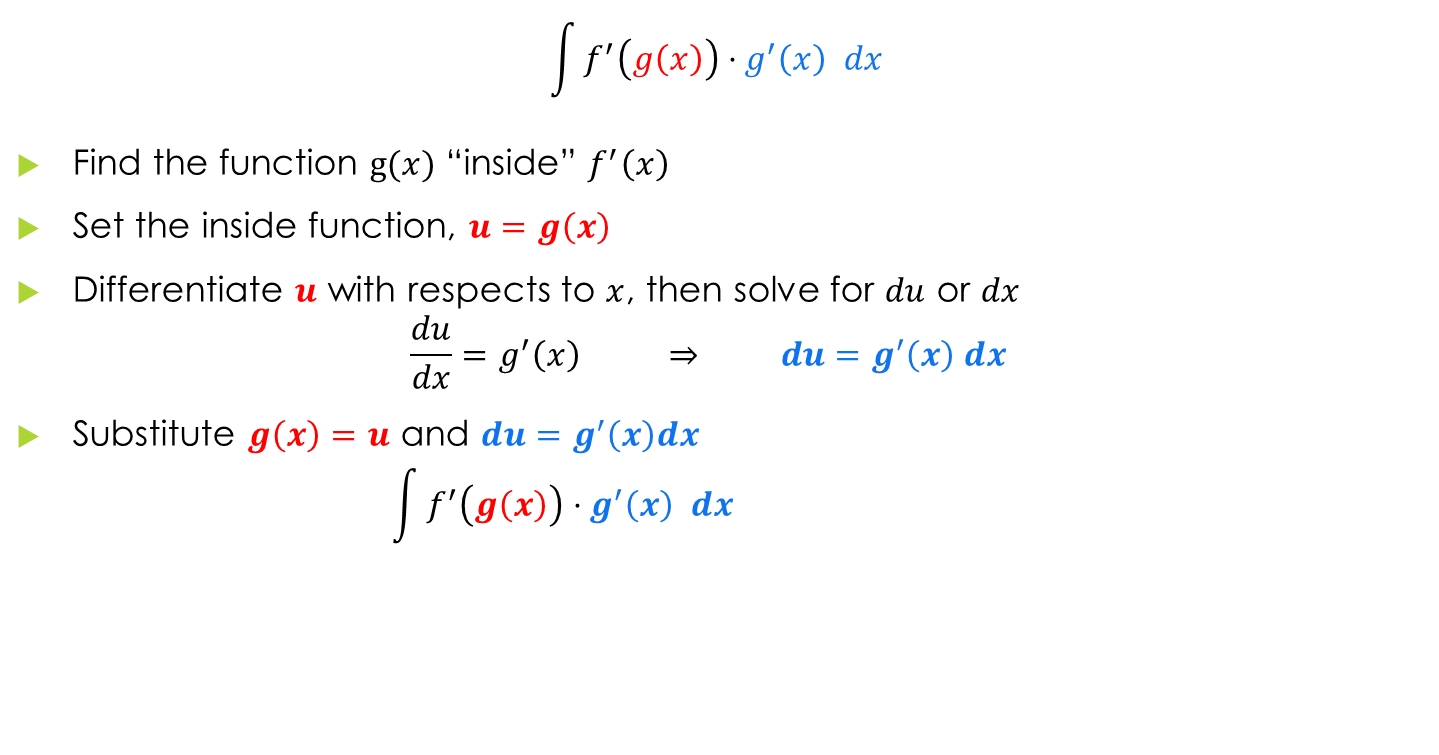 ∫ f′(g(x)) · g′(x) dx
▶ Find the function g(x) “inside” f′(x)
▶ Set the inside function, u = g(x)
▶ Differentiate u with respects to x, then solve for du or dx
du/dx = g′(x) ⇒ du = g′(x) dx
▶ Substitute g(x) = u and du = g′(x)dx
∫ f′(g(x)) · g′(x) dx